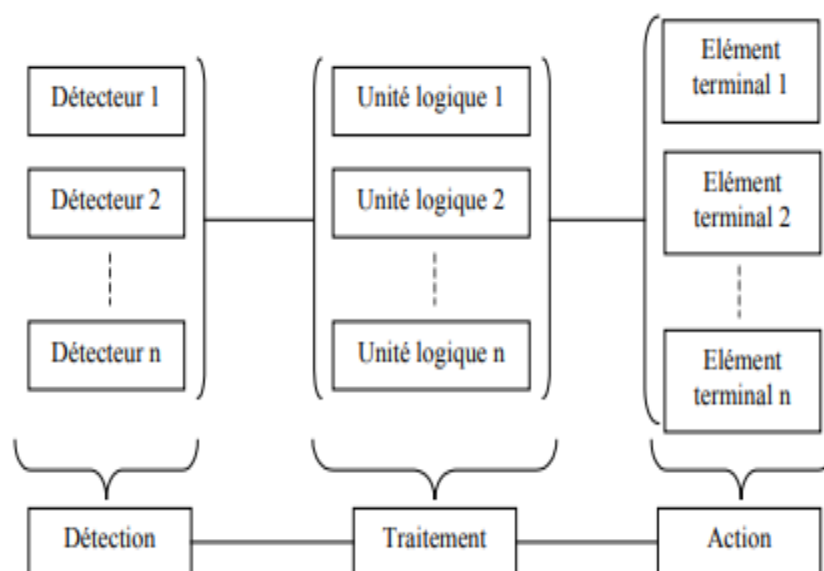 Détecteur 1
Détecteur 2
Détecteur n
Unité logique 1
Unité logique 2
Unité logique n
Elément
terminal 1
Elément
terminal 2
Elément
terminal n
Détection
Traitement
Action